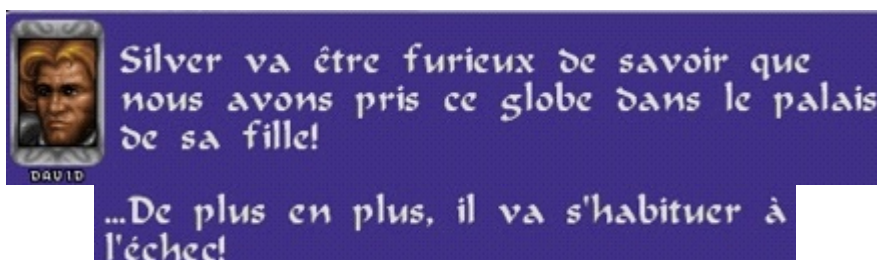 Silver va être furieux de savoir que
nous avons pris ce globe dans le palais
de sa fille!
DAVID
...De plus en plus, il va s'habituer à
l'échec!